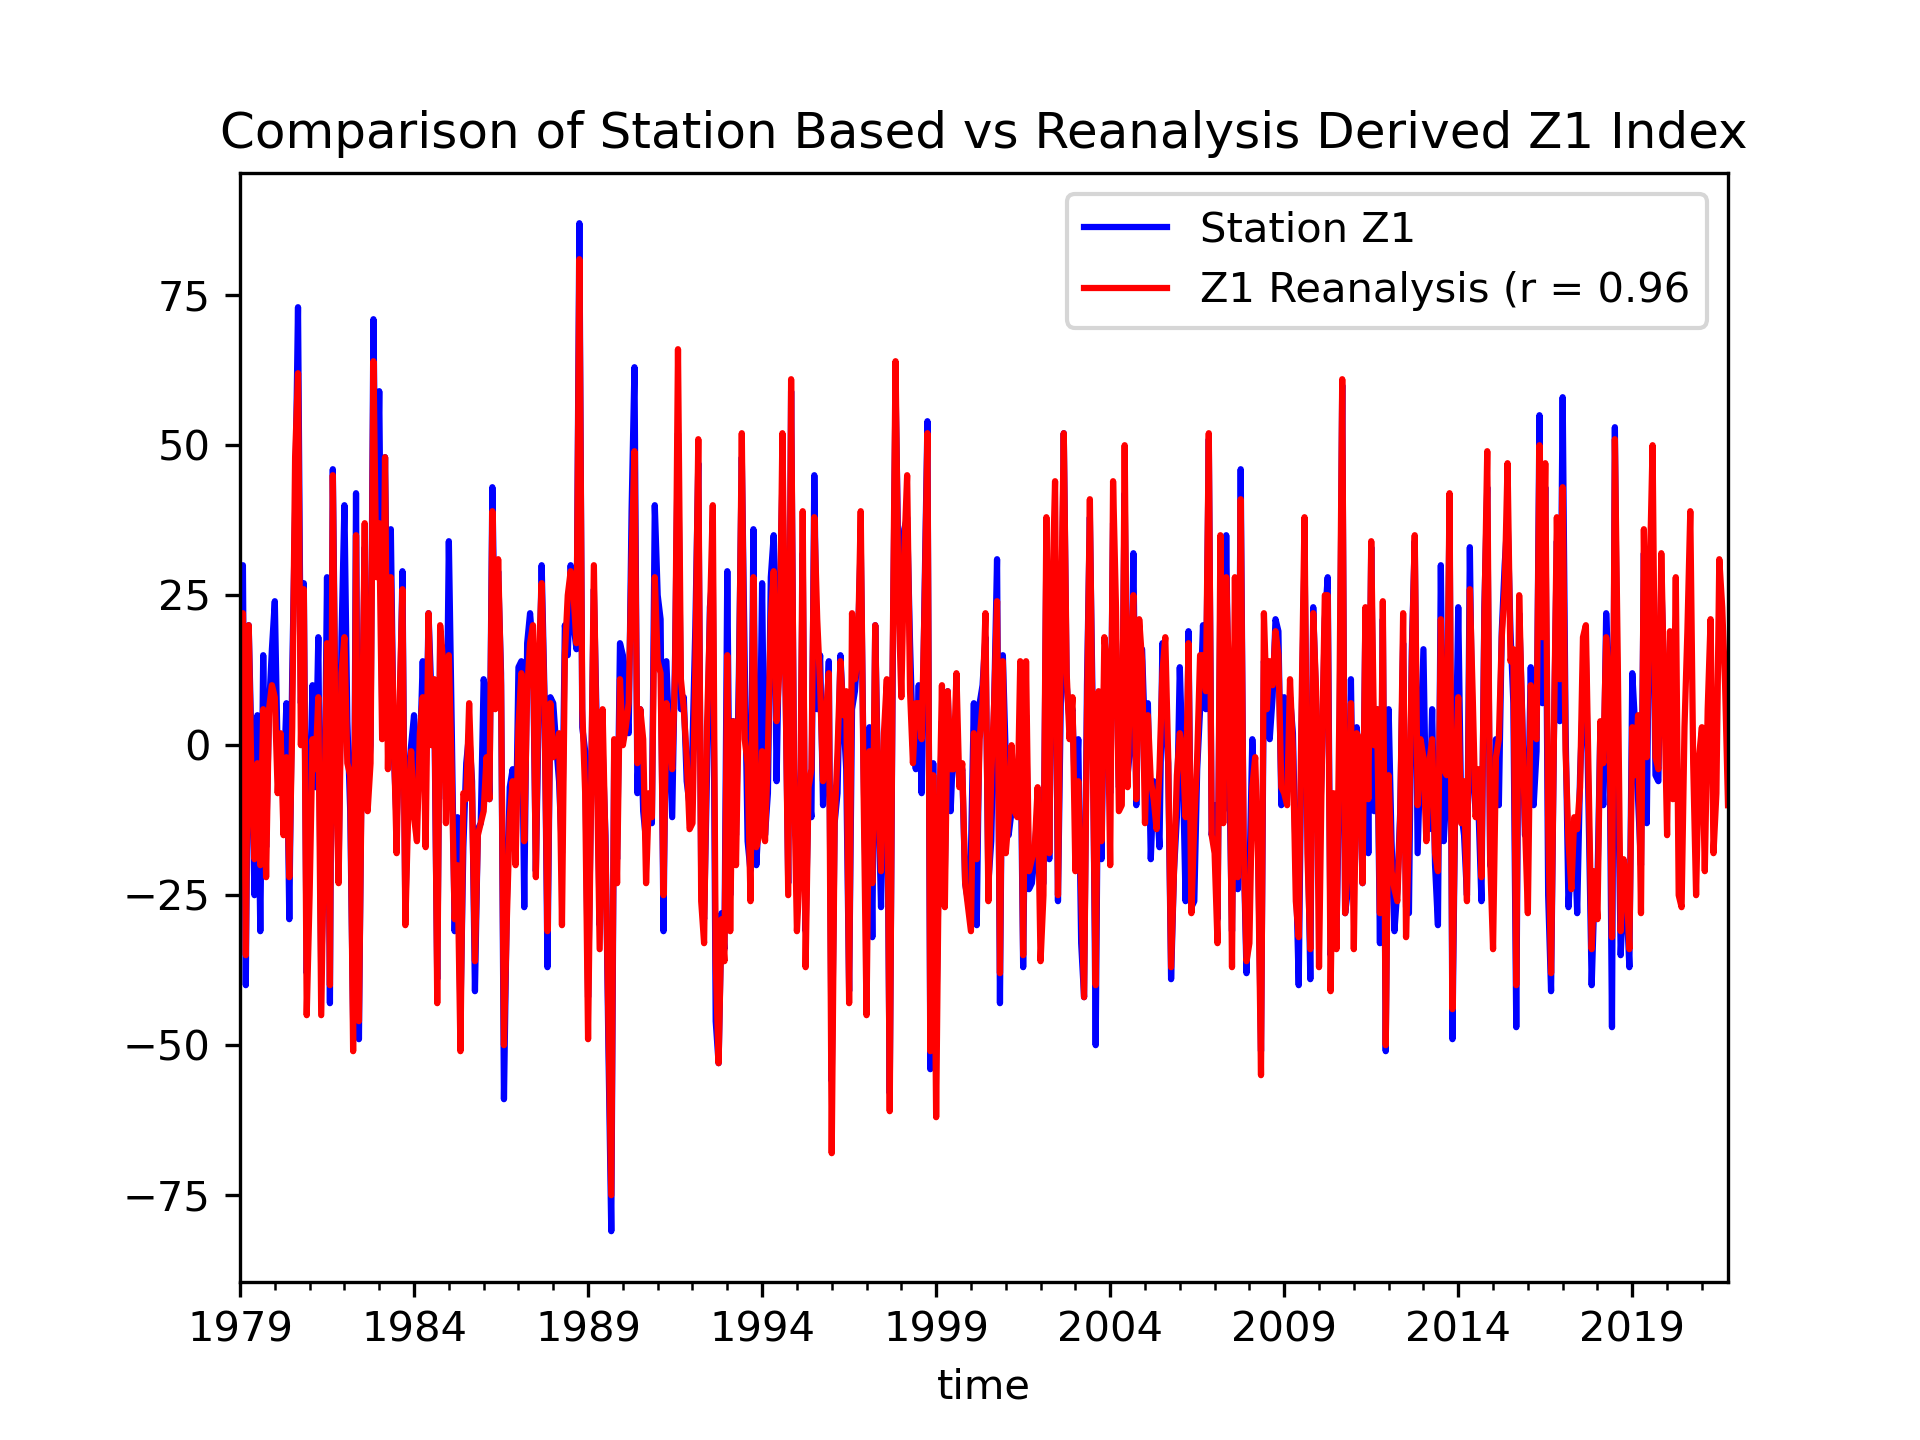 Comparison of Station Based vs Reanalysis Derived Z1 Index
Station Z1
Z1 Reanalysis (r = 0.96
75
50
25
0
−25
−50
−75
1979 1984 1989 1994 1999 2004 2009 2014 2019
time